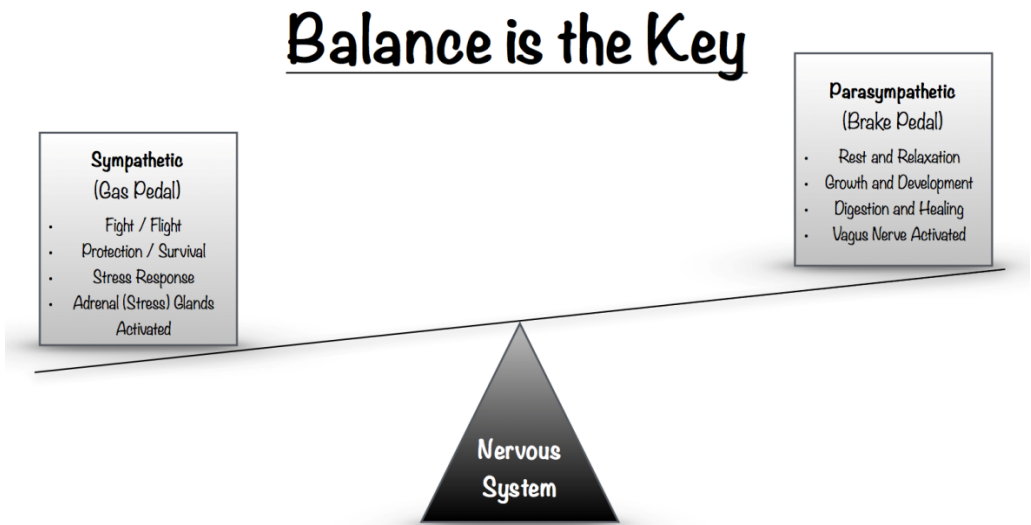 Balance is the Key
Sympathetic
(Gas Pedal)
• Fight / Flight
• Protection / Survival
• Stress Response
• Adrenal (Stress) Glands
Activated
Parasympathetic
(Brake Pedal)
• Rest and Relaxation
• Growth and Development
• Digestion and Healing
• Vagus Nerve Activated
Nervous
System